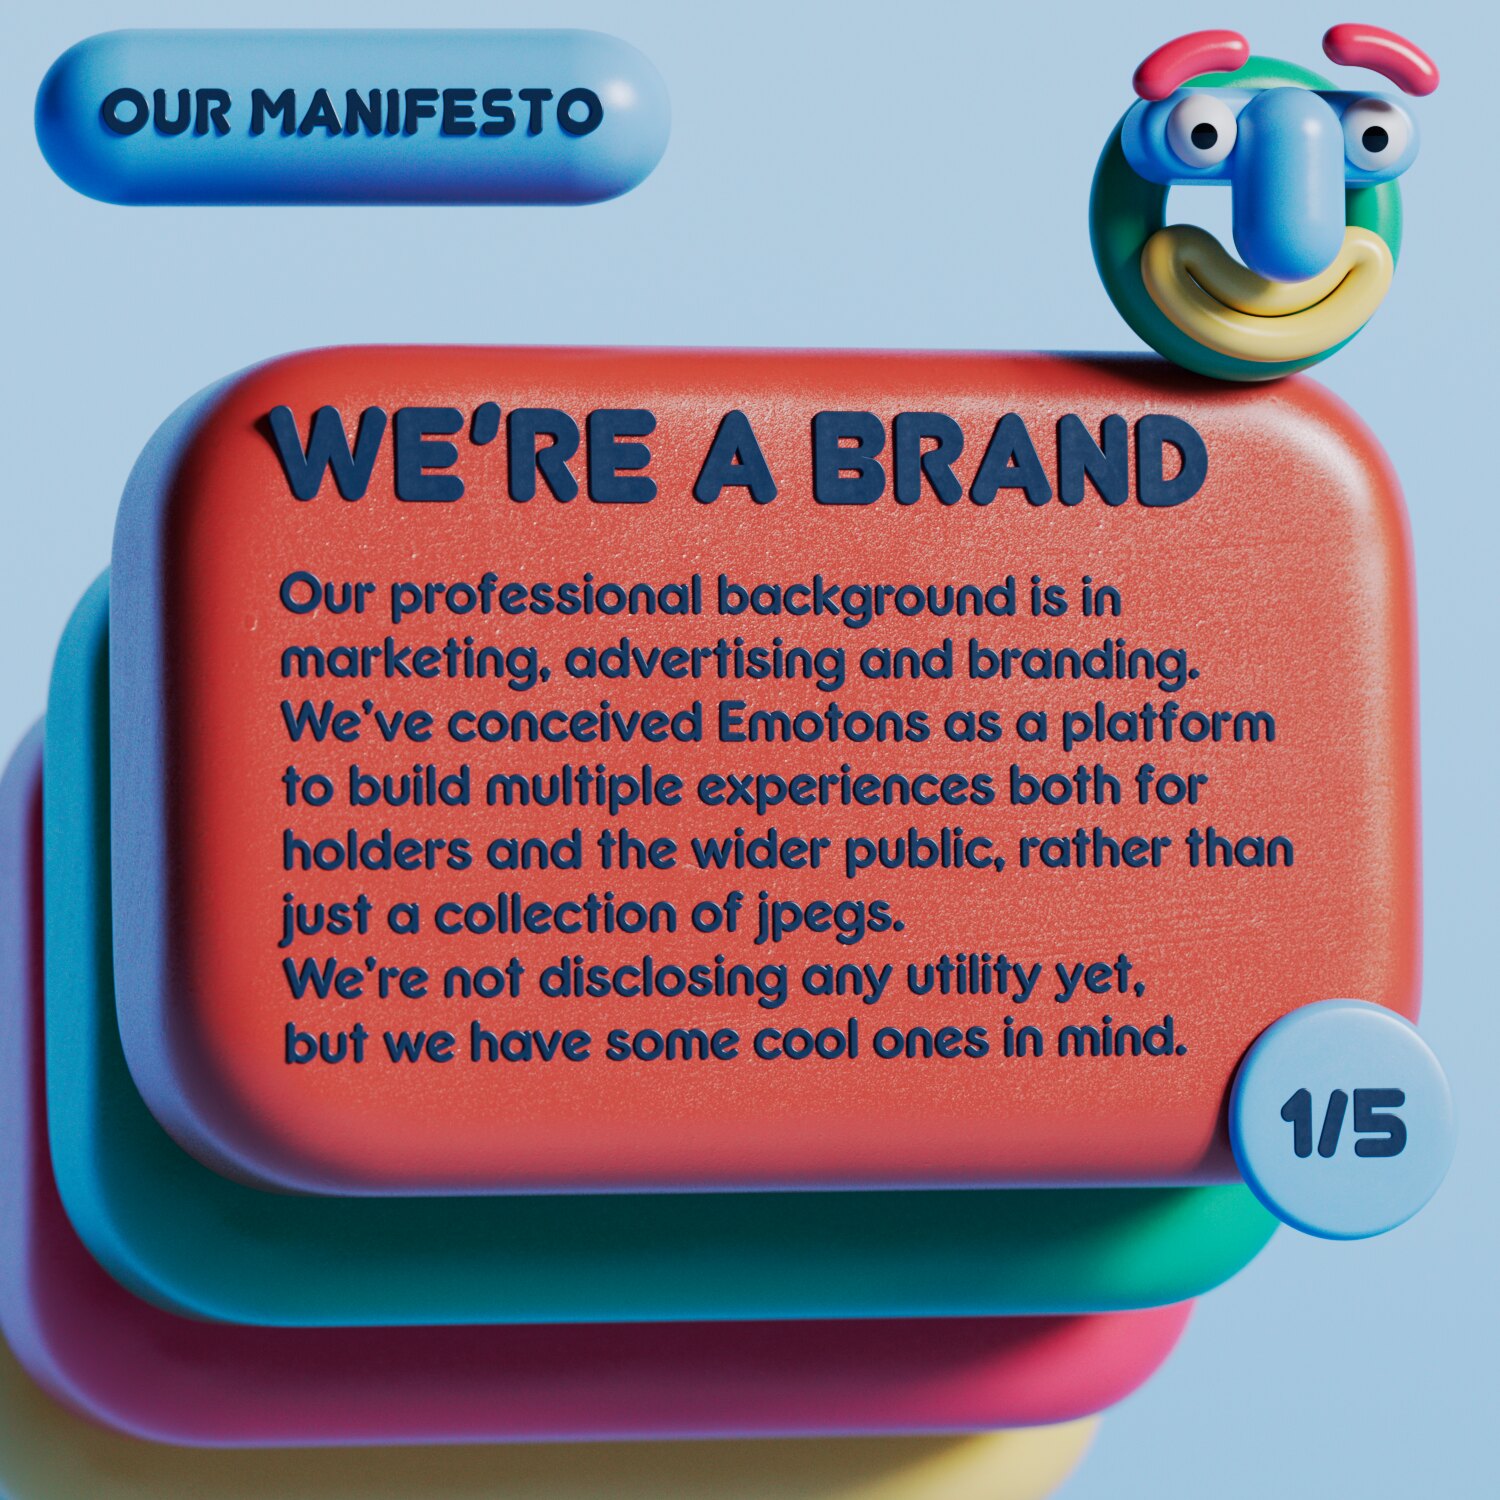 OUR MANIFESTO
WE'RE A BRAND
Our professional background is in
marketing, advertising and branding.
We've conceived Emotons as a platform
to build multiple experiences both for
holders and the wider public, rather than
just a collection of jpegs.
We're not disclosing any utility yet,
but we have some cool ones in mind.
1/5